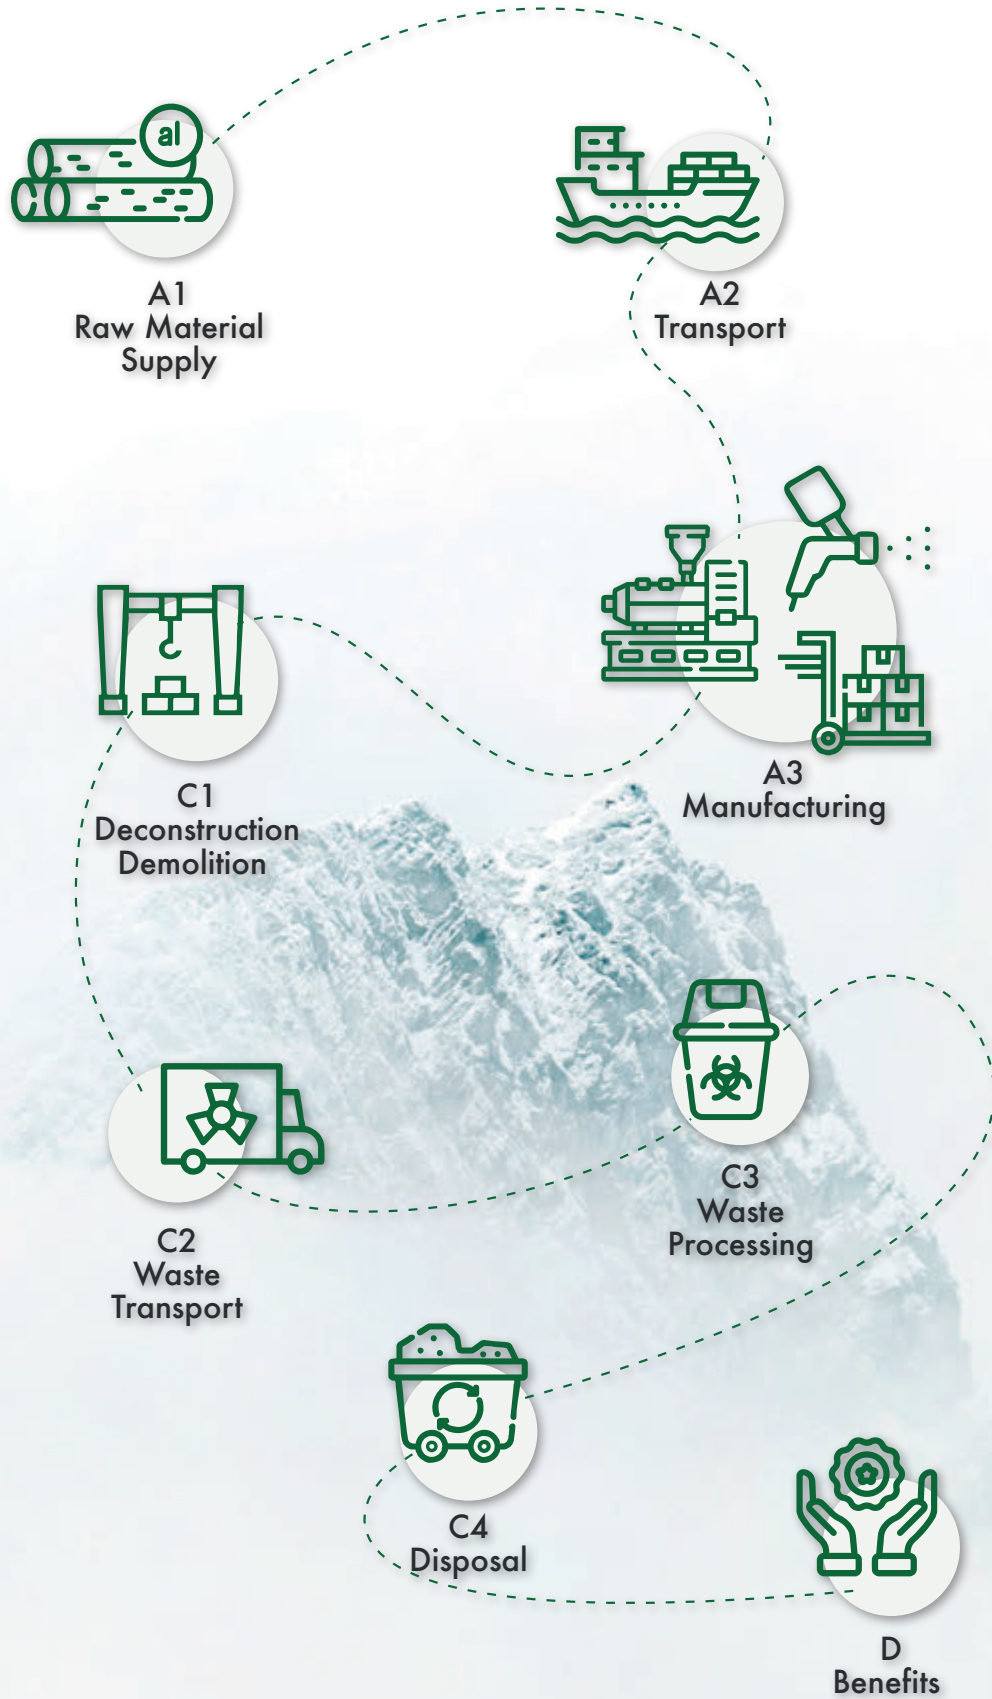 al
A1
Raw Material
Supply
A2
Transport
A3
Manufacturing
C1
Deconstruction
Demolition
C2
Waste
Transport
C3
Waste
Processing
C4
Disposal
D
Benefits